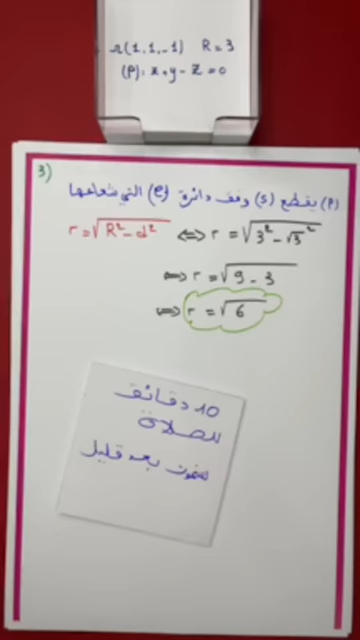 Ω(1,1,-1) R=3
(P): x+y-z=0
3)
(P) يقطع (S) وفق دائرة (C) التي شعاعها
r=√R²-d² ⟺ r=√3²-√3²
⟺ r=√9-3
⟺ r=√6
10 دقائق
للصلاة
بعد قليل